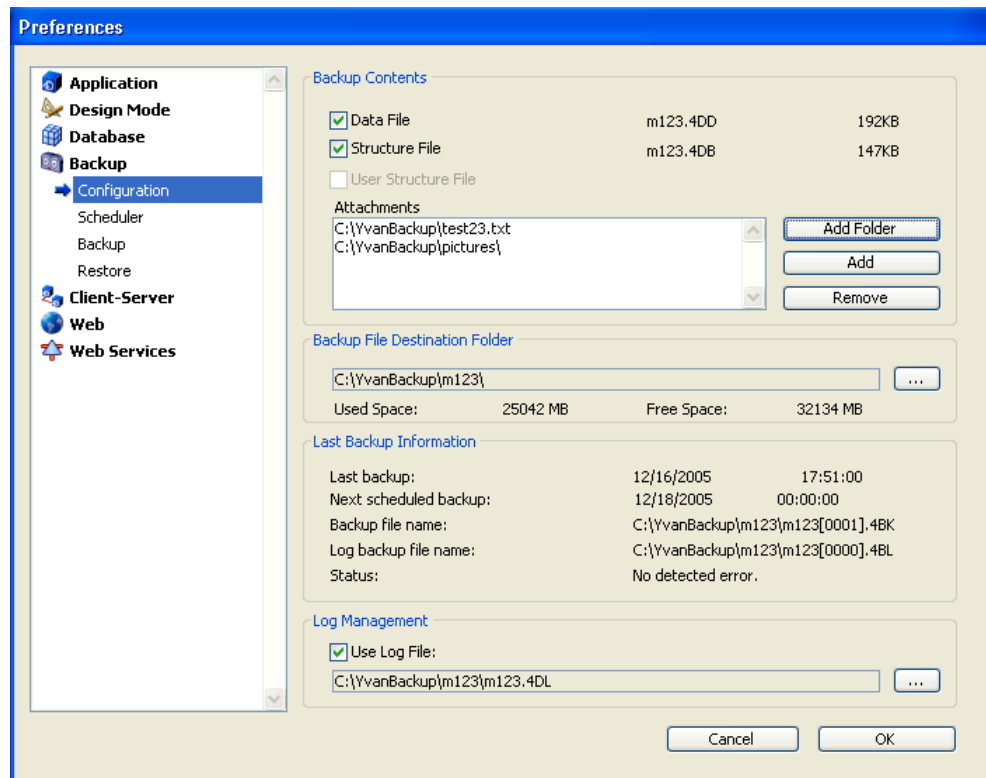 Preferences
Application
Design Mode
Database
Backup
Configuration
Scheduler
Backup
Restore
Client-Server
Web
Web Services
Backup Contents
Data File m123.4DD 192KB
Structure File m123.4DB 147KB
User Structure File
Attachments
C:\YvanBackup\test23.txt
C:\YvanBackup\pictures\
Add Folder
Add
Remove
Backup File Destination Folder
C:\YvanBackup\m123\
...
Used Space: 25042 MB Free Space: 32134 MB
Last Backup Information
Last backup: 12/16/2005 17:51:00
Next scheduled backup: 12/18/2005 00:00:00
Backup file name: C:\YvanBackup\m123\m123[0001].4BK
Log backup file name: C:\YvanBackup\m123\m123[0000].4BL
Status: No detected error.
Log Management
Use Log File:
C:\YvanBackup\m123\m123.4DL
...
Cancel OK